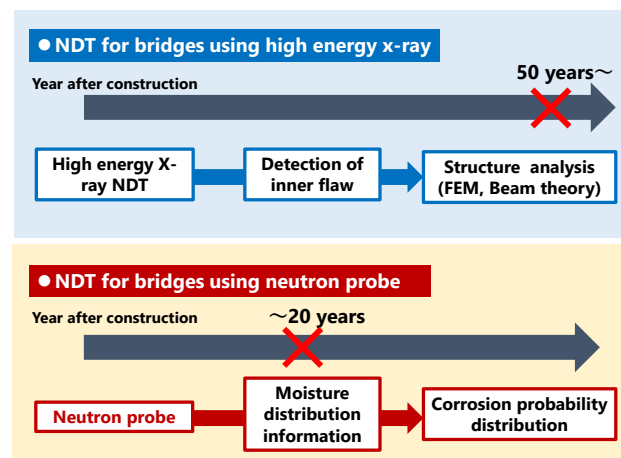 ● NDT for bridges using high energy x-ray
50 years～
Year after construction
High energy X-
ray NDT
Detection of
inner flaw
Structure analysis
(FEM, Beam theory)
● NDT for bridges using neutron probe
Year after construction
～20 years
Neutron probe
Moisture
distribution
information
Corrosion probability
distribution